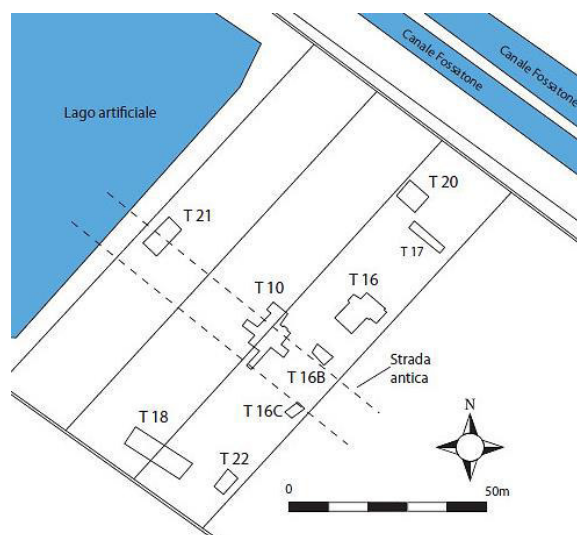 Canale Fossatone
Canale Fossatone
Lago artificiale
T 20
T 21
T 17
T 10
T 16
Strada
antica
T 16B
T 16C
T 18
N
T 22
0
50m